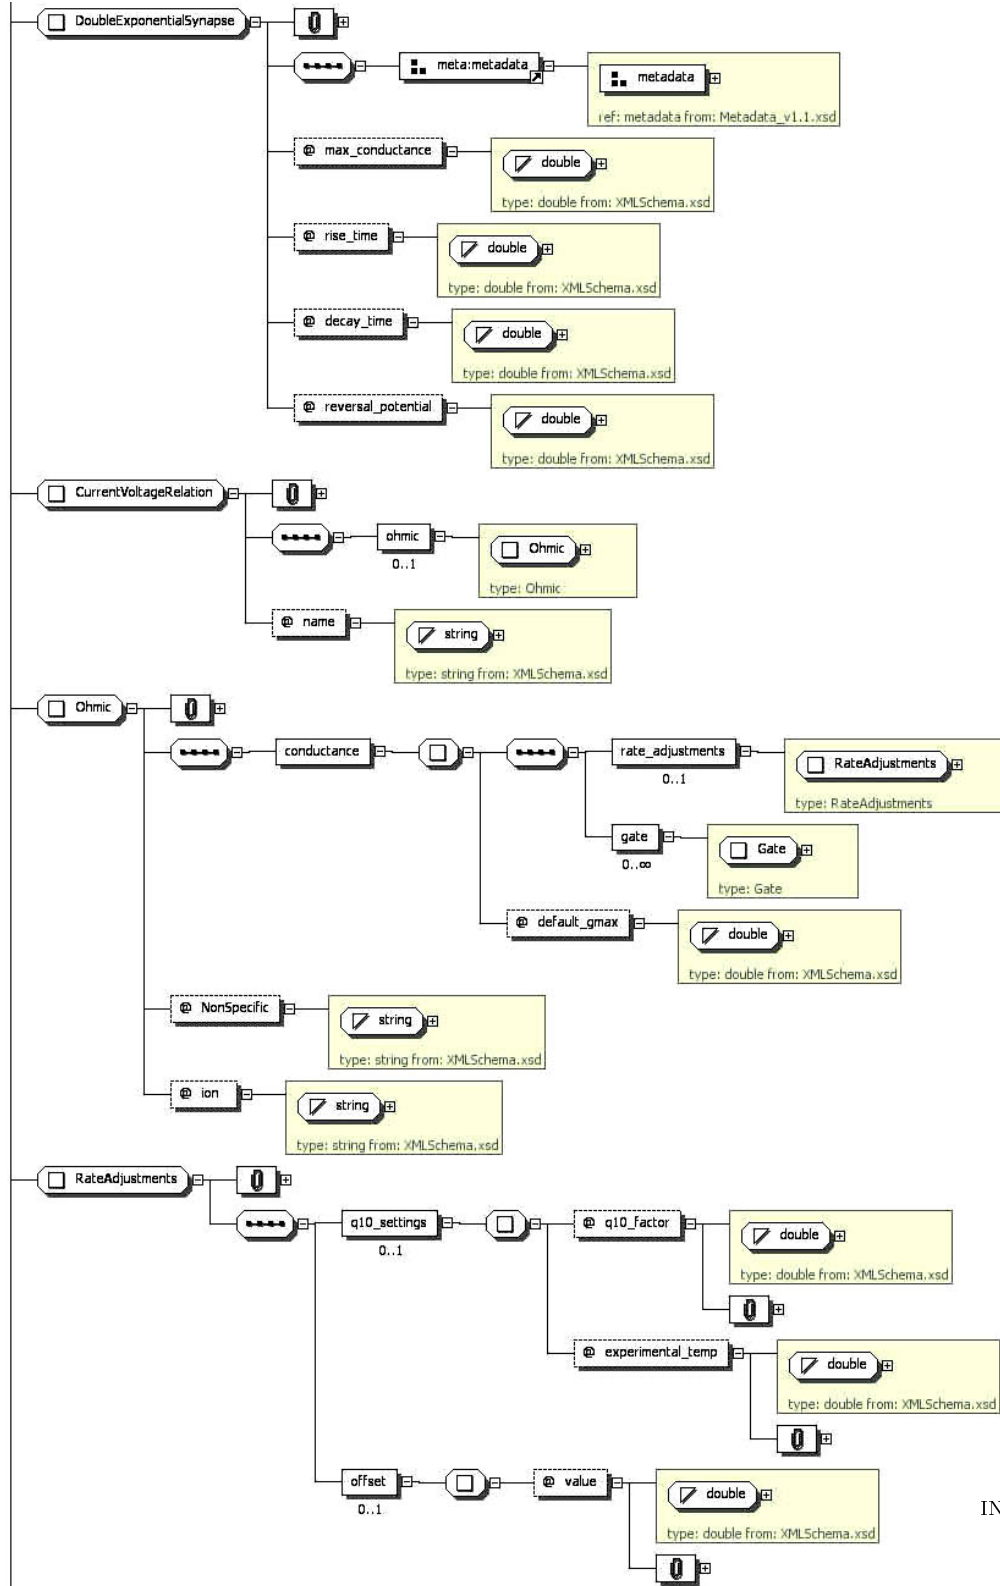 DoubleExponentialSynapse
meta:metadata
metadata
ref: metadata from: Metadata_v1.1.xsd
@ max_conductance
double
type: double from: XMLSchema.xsd
@ rise_time
double
type: double from: XMLSchema.xsd
@ decay_time
double
type: double from: XMLSchema.xsd
@ reversal_potential
double
type: double from: XMLSchema.xsd
CurrentVoltageRelation
ohmic
0..1
Ohmic
type: Ohmic
@ name
string
type: string from: XMLSchema.xsd
Ohmic
conductance
rate_adjustments
0..1
RateAdjustments
type: RateAdjustments
gate
0..∞
Gate
type: Gate
@ default_gmax
double
type: double from: XMLSchema.xsd
@ NonSpecific
string
type: string from: XMLSchema.xsd
@ ion
string
type: string from: XMLSchema.xsd
RateAdjustments
q10_settings
0..1
@ q10_factor
double
type: double from: XMLSchema.xsd
@ experimental_temp
double
type: double from: XMLSchema.xsd
offset
0..1
@ value
double
type: double from: XMLSchema.xsd
IN